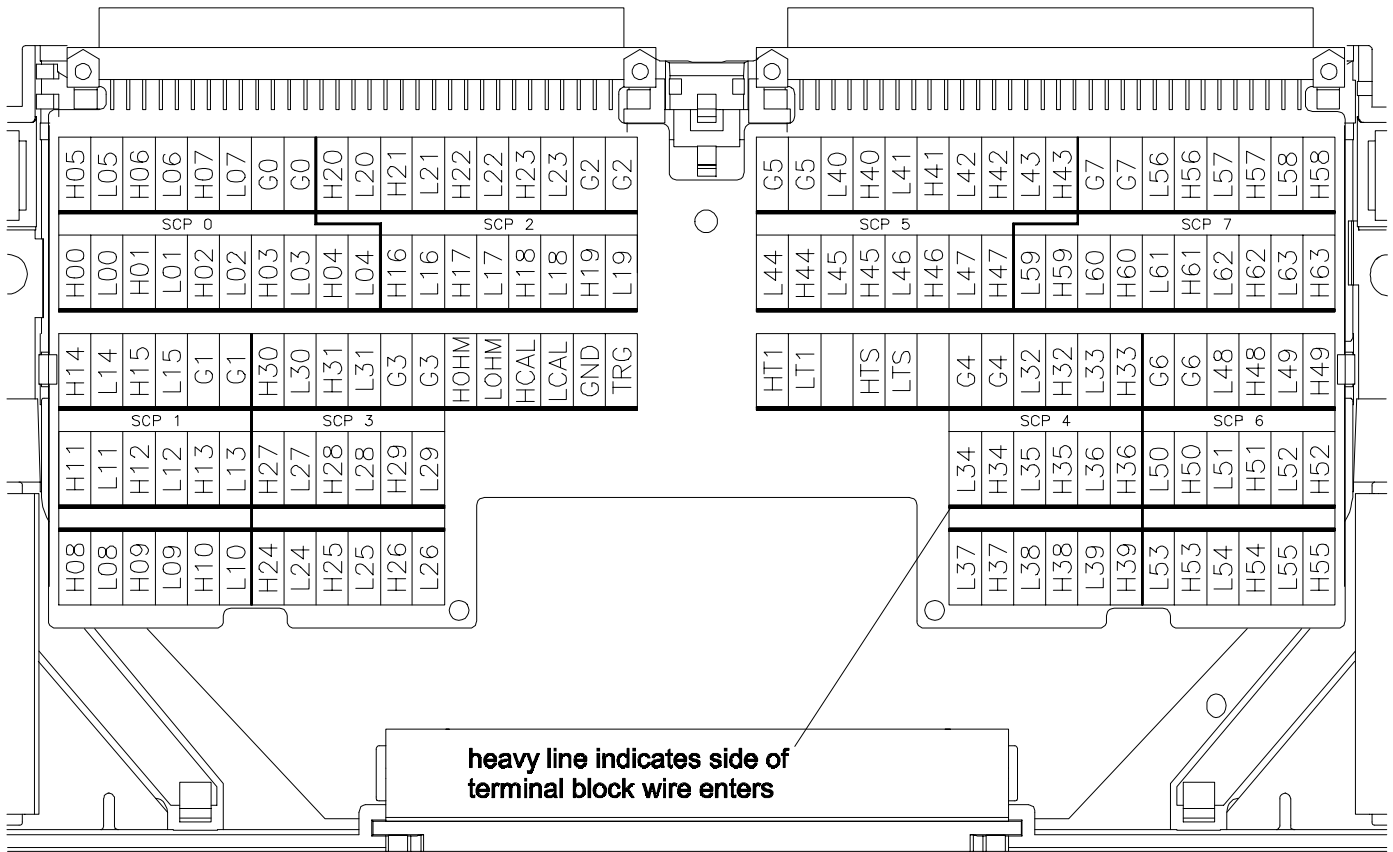 H05 L05 H06 L06 H07 L07 G0 G0 H20 L20 H21 L21 H22 L22 H23 L23 G2 G2
G5 G5 L40 H40 L41 H41 L42 H42 L43 H43 G7 G7 L56 H56 L57 H57 L58 H58
SCP 0 SCP 2
SCP 5 SCP 7
H00 L00 H01 L01 H02 L02 H03 L03 H04 L04 H16 L16 H17 L17 H18 L18 H19 L19
L44 H44 L45 H45 L46 H46 L47 H47 L59 H59 L60 H60 L61 H61 L62 H62 L63 H63
H14 L14 H15 L15 G1 G1 H30 L30 H31 L31 G3 G3 HOHM LOHM HCAL LCAL GND TRG
HT1 LT1 HTS LTS G4 G4 L32 H32 L33 H33 G6 G6 L48 H48 L49 H49
SCP 1 SCP 3
SCP 4 SCP 6
H11 L11 H12 L12 H13 L13 H27 L27 H28 L28 H29 L29
L34 H34 L35 H35 L36 H36 L50 H50 L51 H51 L52 H52
H08 L08 H09 L09 H10 L10 H24 L24 H25 L25 H26 L26
L37 H37 L38 H38 L39 H39 L53 H53 L54 H54 L55 H55
heavy line indicates side of
terminal block wire enters